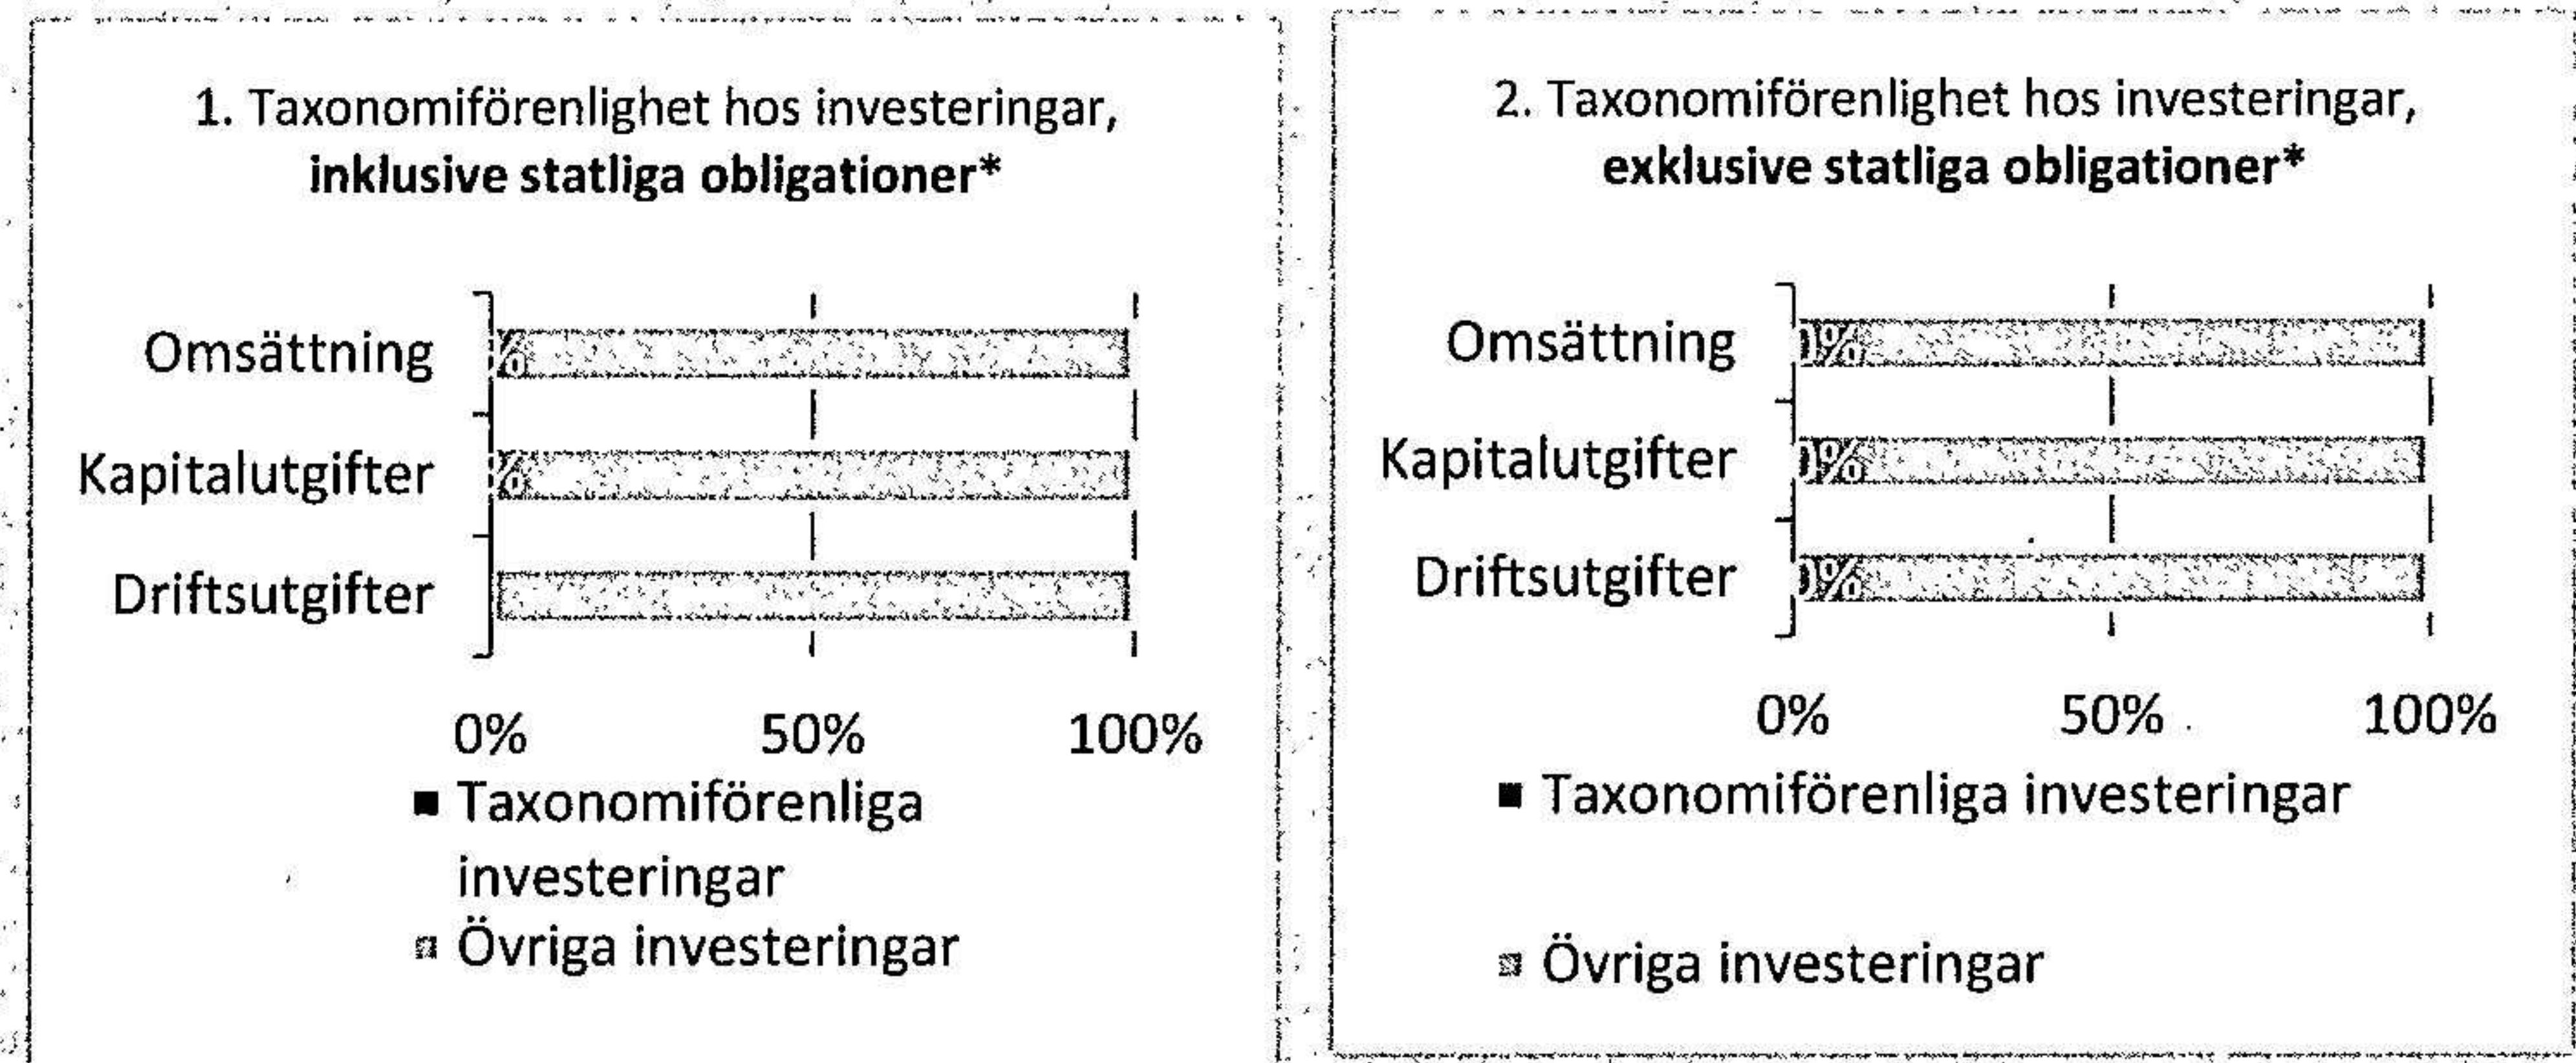 1. Taxonomiförenlighet hos investeringar,
inklusive statliga obligationer*
Omsättning
%
Kapitalutgifter
%
Driftsutgifter
0% 50% 100%
■ Taxonomiförenliga
investeringar
Övriga investeringar
2. Taxonomiförenlighet hos investeringar,
exklusive statliga obligationer*
Omsättning
Kapitalutgifter
Driftsutgifter
0% 50% 100%
■ Taxonomiförenliga investeringar
Övriga investeringar